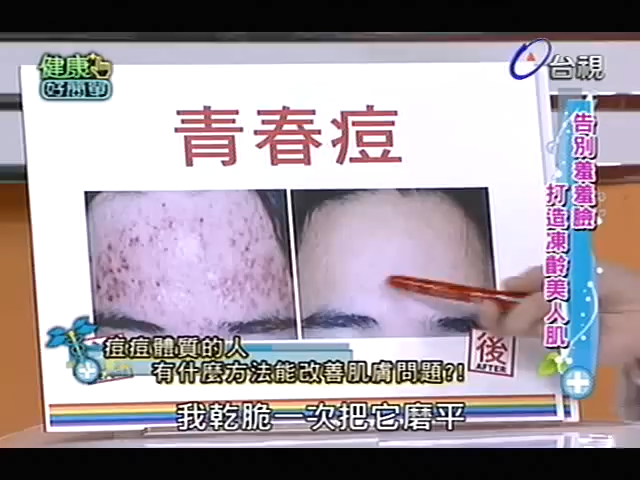 健康
好簡單
台視
青春痘
告別羞羞臉
打造凍齡美人肌
後
AFTER
痘痘體質的人
有什麼方法能改善肌膚問題?!
我乾脆一次把它磨平